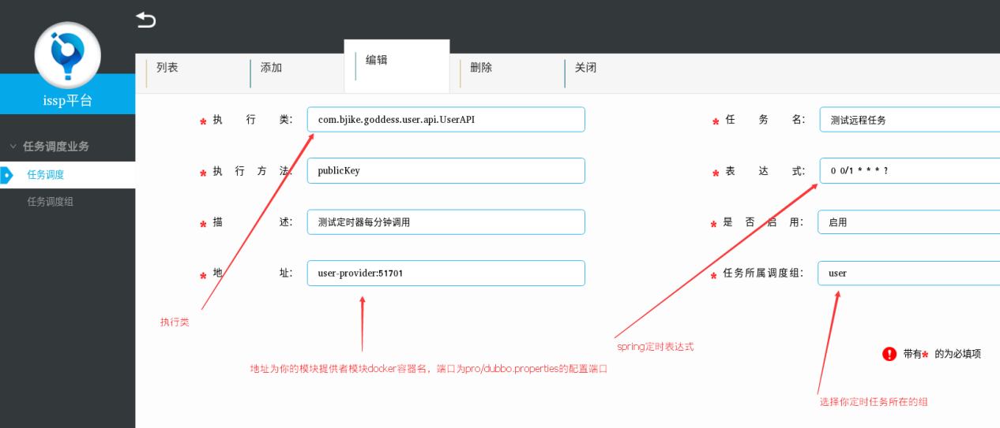 issp平台
任务调度业务
任务调度
任务调度组
列表 添加 编辑 删除 关闭
执行类: com.bjike.goddess.user.api.UserAPI
任务名: 测试远程任务
执行方法: publicKey
表达式: 0 0/1 * * * ?
描述: 测试定时器每分钟调用
是否启用: 启用
地址: user-provider:51701
任务所属调度组: user
执行类
spring定时表达式
地址为你的模块提供者模块docker容器名，端口为pro/dubbo.properties的配置端口
带有* 的为必填项
选择你定时任务所在的组